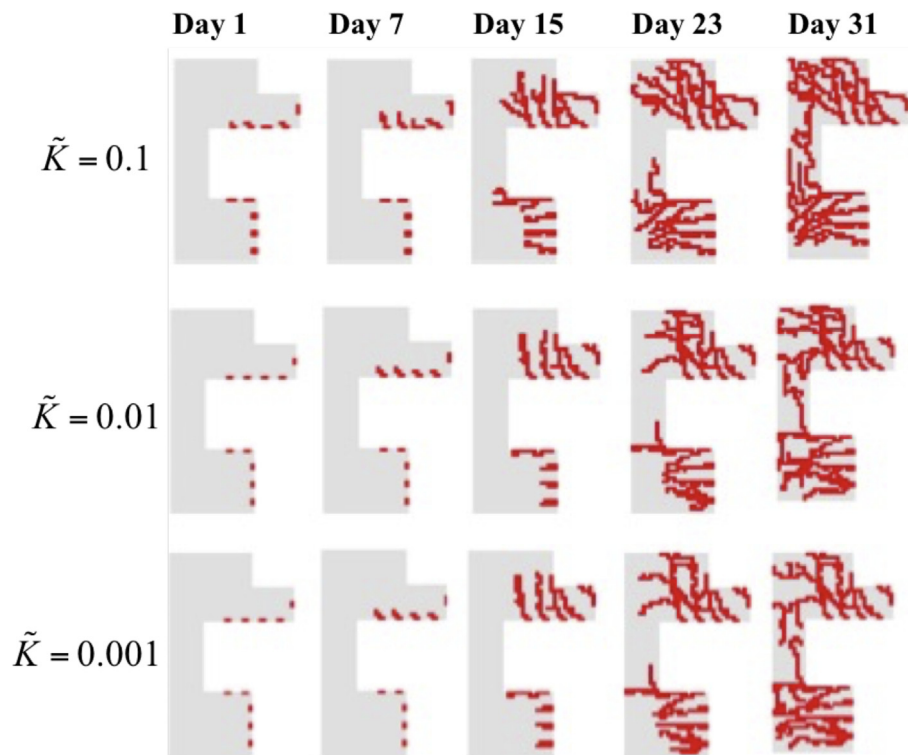 Day 1 Day 7 Day 15 Day 23 Day 31
K̃ = 0.1
K̃ = 0.01
K̃ = 0.001